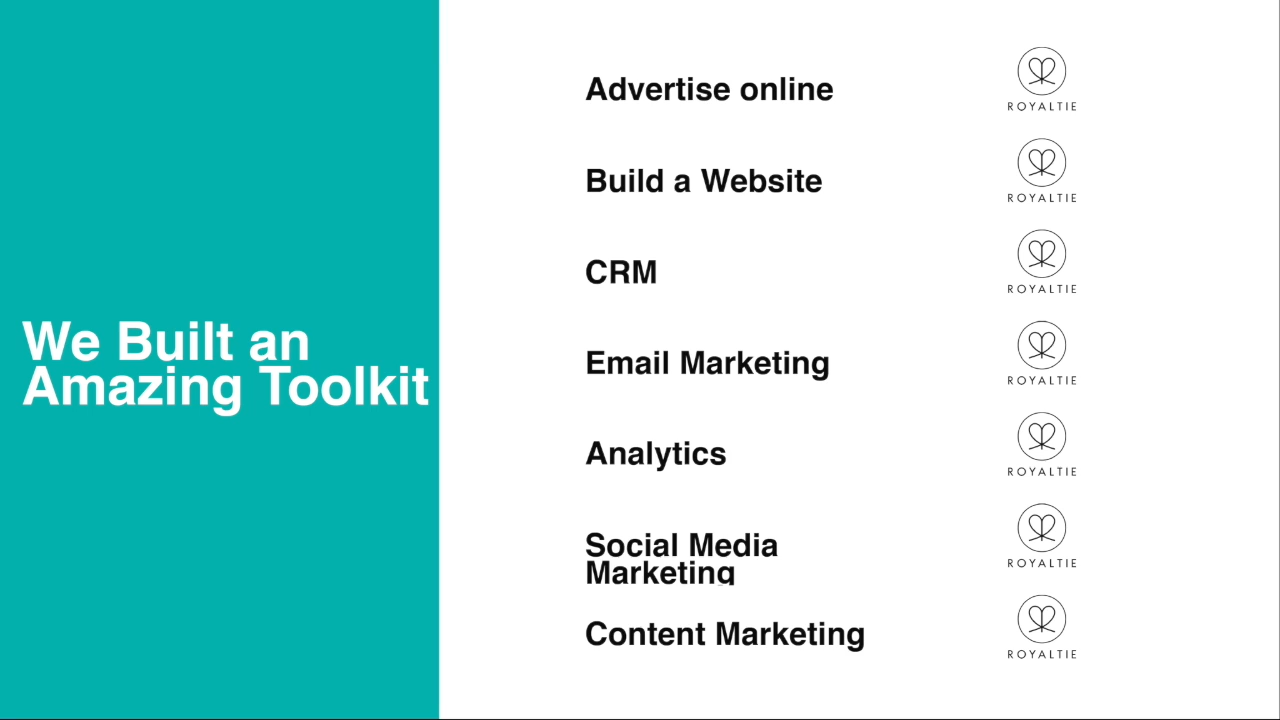 We Built an
Amazing Toolkit
Advertise online
ROYALTIE
Build a Website
ROYALTIE
CRM
ROYALTIE
Email Marketing
ROYALTIE
Analytics
ROYALTIE
Social Media
Marketing
ROYALTIE
Content Marketing
ROYALTIE